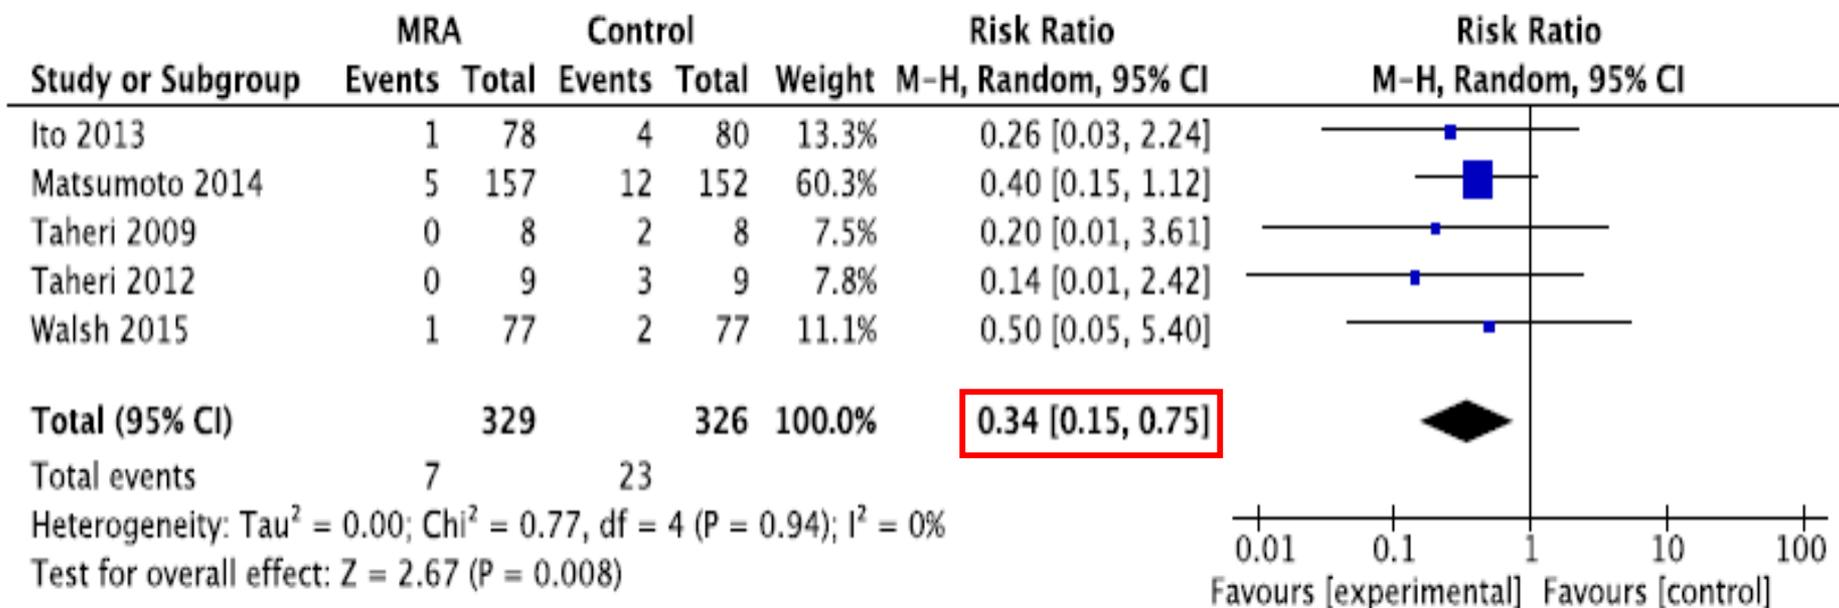 MRA Control Risk Ratio Risk Ratio
Study or Subgroup Events Total Events Total Weight M-H, Random, 95% CI M-H, Random, 95% CI
Ito 2013 1 78 4 80 13.3% 0.26 [0.03, 2.24]
Matsumoto 2014 5 157 12 152 60.3% 0.40 [0.15, 1.12]
Taheri 2009 0 8 2 8 7.5% 0.20 [0.01, 3.61]
Taheri 2012 0 9 3 9 7.8% 0.14 [0.01, 2.42]
Walsh 2015 1 77 2 77 11.1% 0.50 [0.05, 5.40]
Total (95% CI) 329 326 100.0% 0.34 [0.15, 0.75]
Total events 7 23
Heterogeneity: Tau² = 0.00; Chi² = 0.77, df = 4 (P = 0.94); I² = 0%
Test for overall effect: Z = 2.67 (P = 0.008)
0.01 0.1 1 10 100
Favours [experimental] Favours [control]